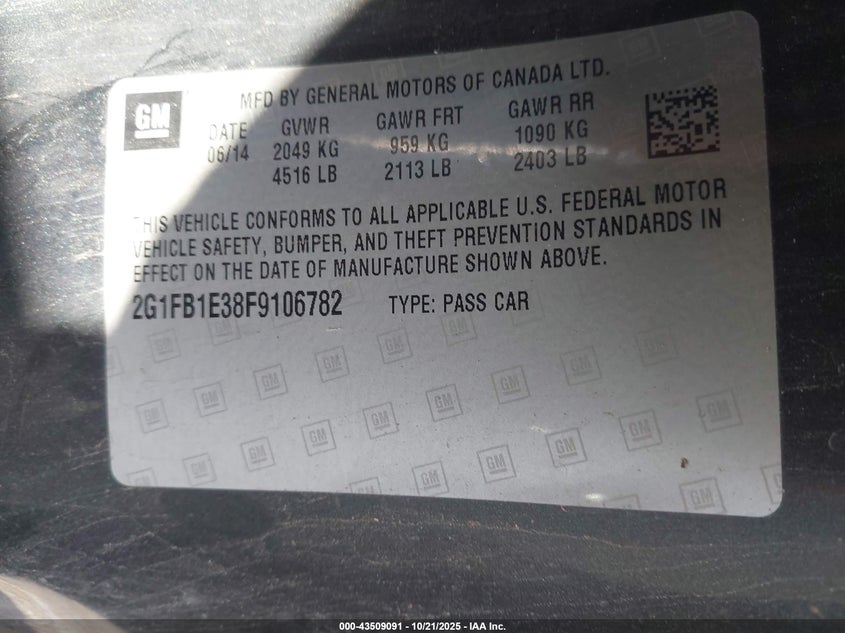 GM
MFD BY GENERAL MOTORS OF CANADA LTD.
DATE GVWR GAWR FRT GAWR RR
06/14 2049 KG 959 KG 1090 KG
4516 LB 2113 LB 2403 LB
THIS VEHICLE CONFORMS TO ALL APPLICABLE U.S. FEDERAL MOTOR
VEHICLE SAFETY, BUMPER, AND THEFT PREVENTION STANDARDS IN
EFFECT ON THE DATE OF MANUFACTURE SHOWN ABOVE.
2G1FB1E38F9106782 TYPE: PASS CAR
000-43509091 - 10/21/2025 - IAA Inc.